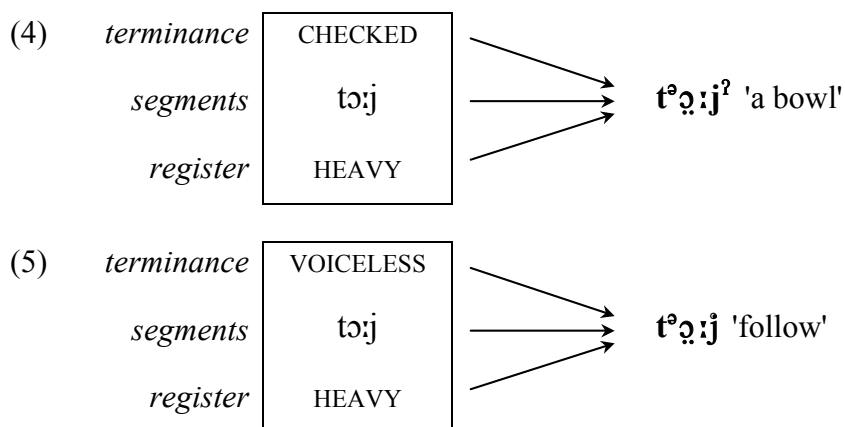 (4) terminance CHECKED
segments tɔːj tᵊɔ̤ːjˀ 'a bowl'
register HEAVY
(5) terminance VOICELESS
segments tɔːj tᵊɔ̤ːj̊ 'follow'
register HEAVY